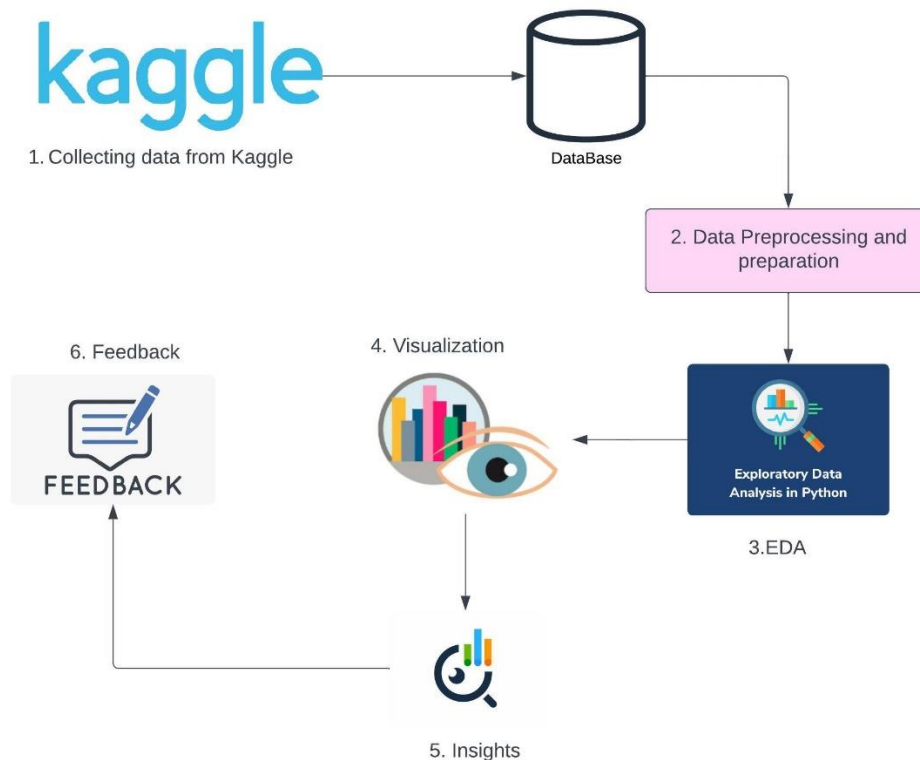 kaggle
1. Collecting data from Kaggle
DataBase
2. Data Preprocessing and
preparation
6. Feedback
4. Visualization
FEEDBACK
Exploratory Data
Analysis in Python
3.EDA
5. Insights